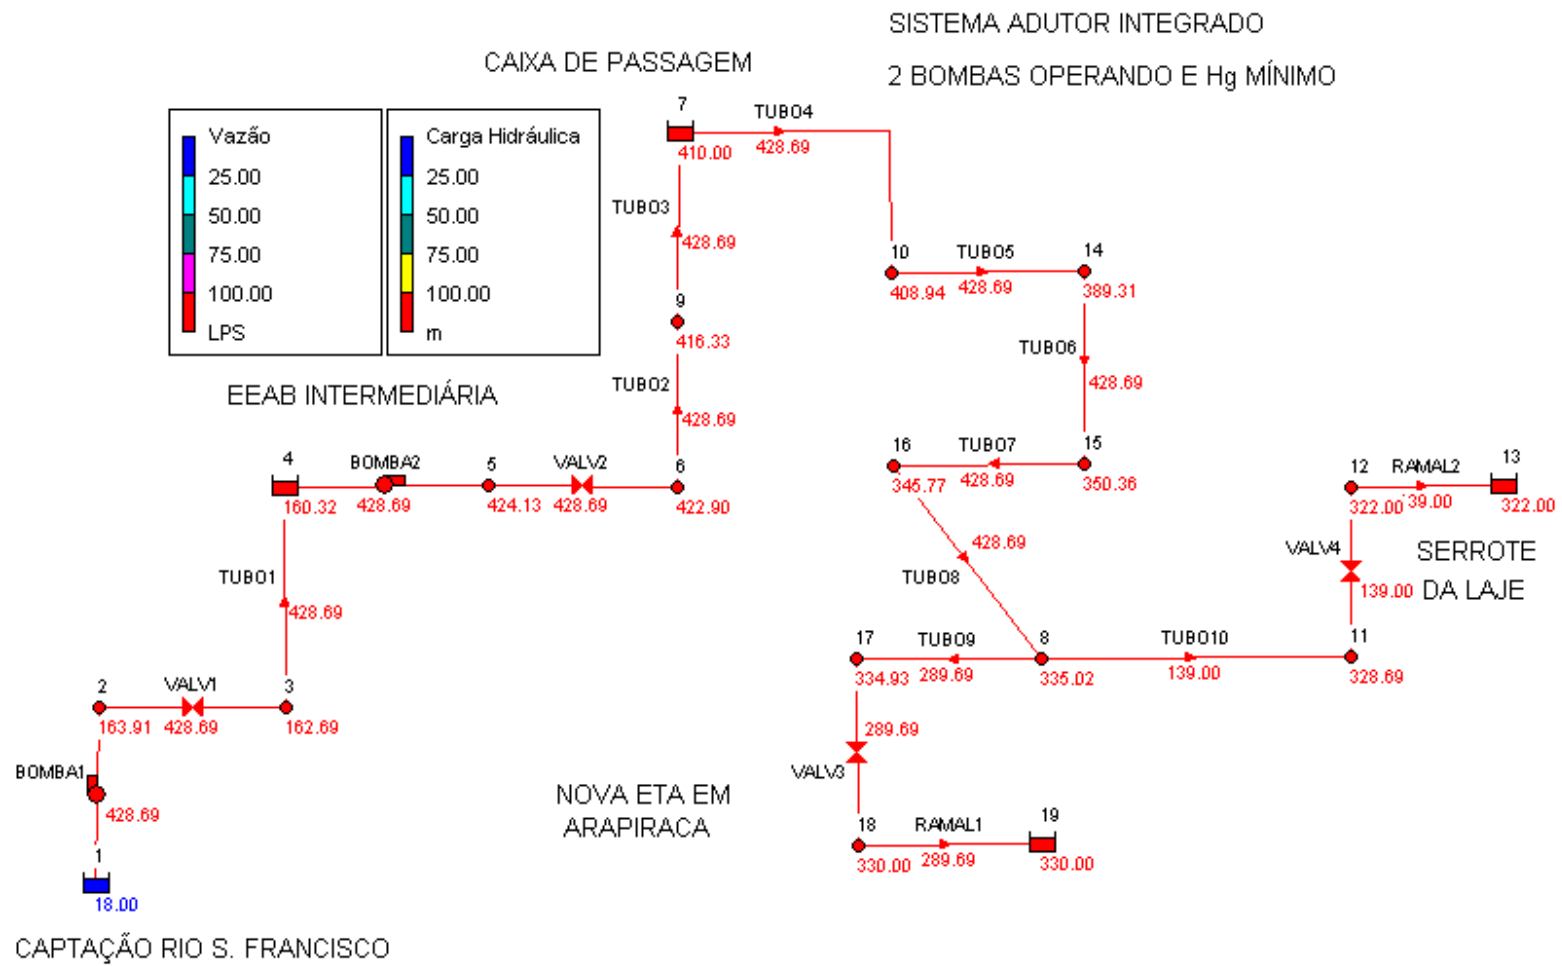 SISTEMA ADUTOR INTEGRADO
2 BOMBAS OPERANDO E Hg MÍNIMO
CAIXA DE PASSAGEM
Vazão
25.00
50.00
75.00
100.00
LPS
Carga Hidráulica
25.00
50.00
75.00
100.00
m
7
410.00
TUBO4
428.69
TUBO3
428.69
9
416.33
TUBO2
428.69
10
408.94
TUBO5
428.69
14
389.31
TUBO6
428.69
EEAB INTERMEDIÁRIA
4
160.32
BOMBA2
428.69
5
424.13
VALV2
428.69
6
422.90
16
345.77
TUBO7
428.69
15
350.36
12
322.00
RAMAL2
139.00
13
322.00
SERROTE
DA LAJE
VALV4
139.00
428.69
TUBO8
TUBO1
428.69
17
334.93
TUBO9
289.69
8
335.02
TUBO10
139.00
11
328.69
2
163.91
VALV1
428.69
3
162.69
289.69
VALV3
BOMBA1
428.69
NOVA ETA EM
ARAPIRACA
18
330.00
RAMAL1
289.69
19
330.00
1
18.00
CAPTAÇÃO RIO S. FRANCISCO